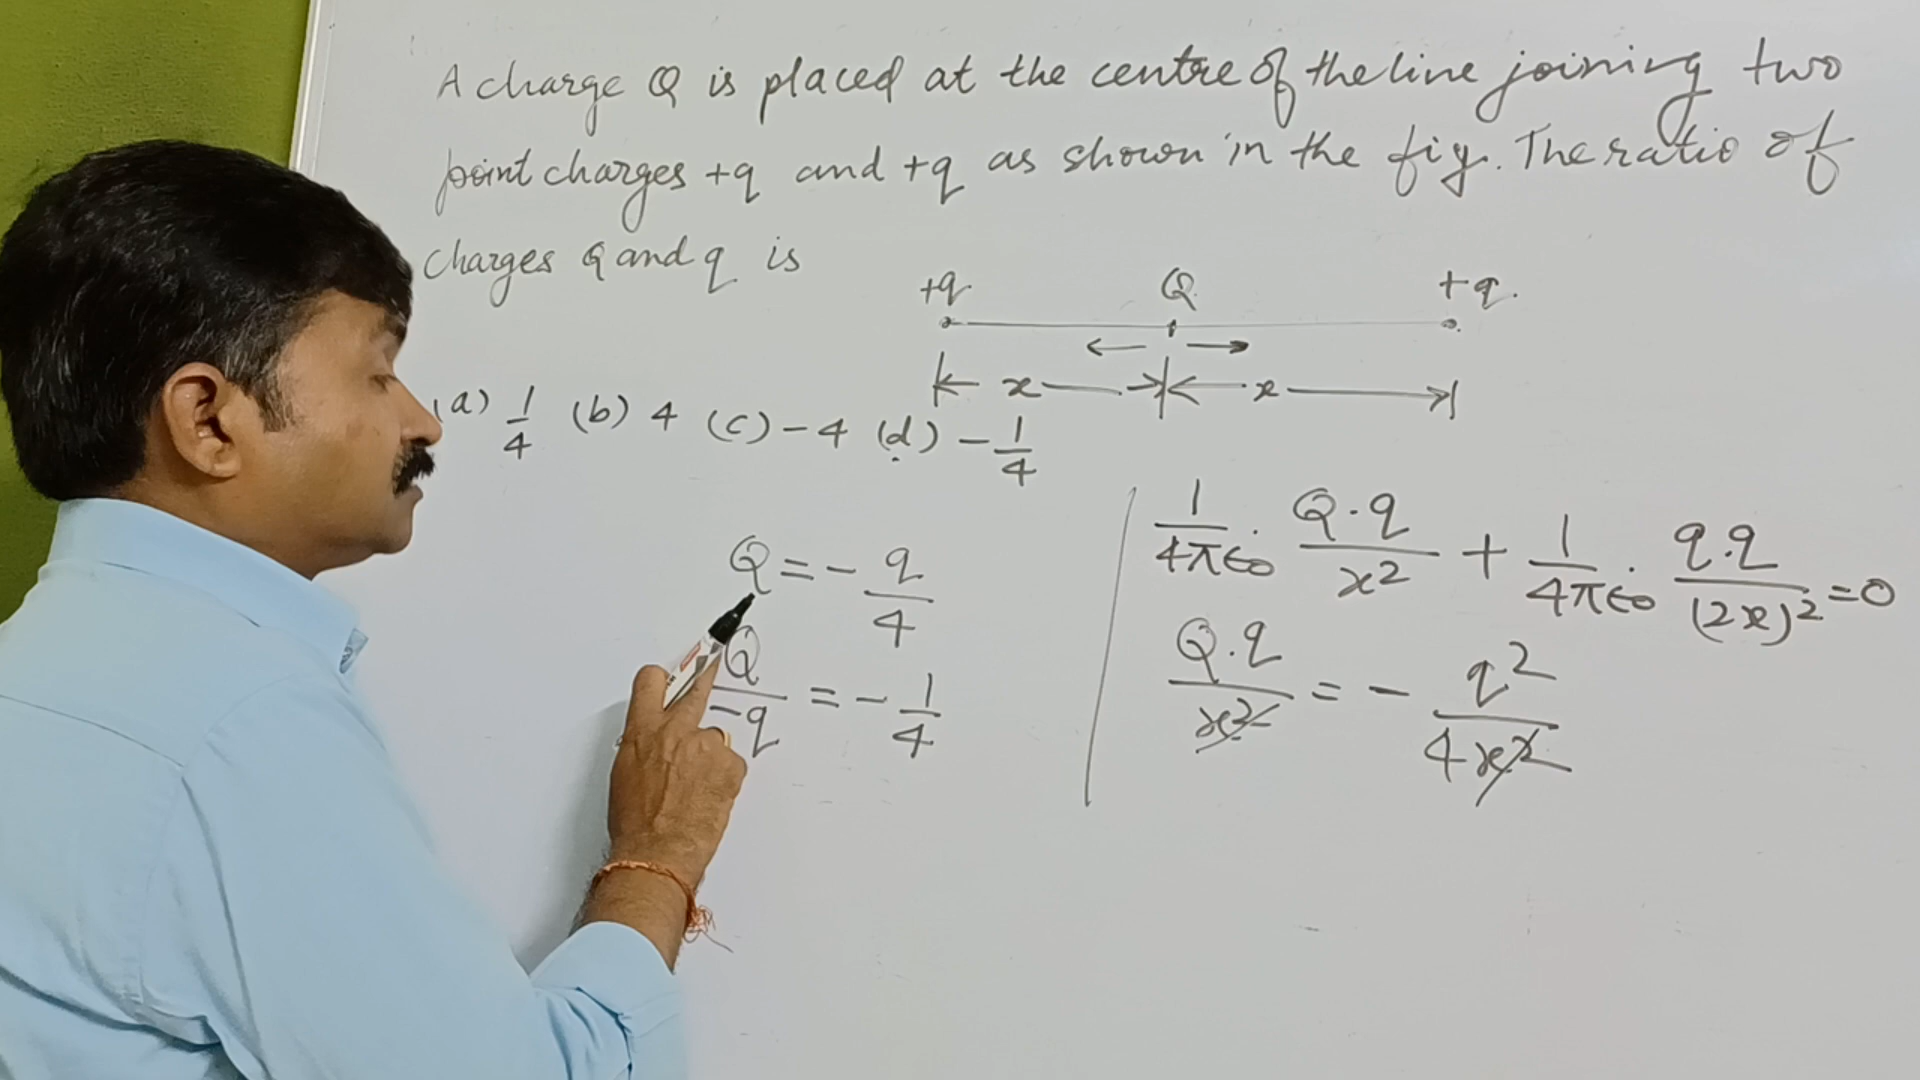 A charge Q is placed at the centre of the line joining two
point charges +q and +q as shown in the fig. The ratio of
charges Q and q is
+q Q +q.
x x
(a) 1/4 (b) 4 (c) -4 (d) -1/4
1/4πϵ0 · Q.q/x² + 1/4πϵ0 · q.q/(2x)² = 0
Q.q/x² = - q²/4x²
Q = - q/4
Q/-q = - 1/4